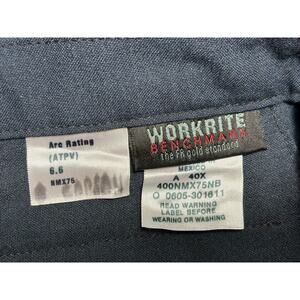 Arc Rating
(ATPV)
6.6
NMX75
WORKRITE
BENCHMARK
the FR gold standard
MEXICO
A 40X
400NMX75NB
O 0605-301611
READ WARNING
LABEL BEFORE
WEARING OR WASHING